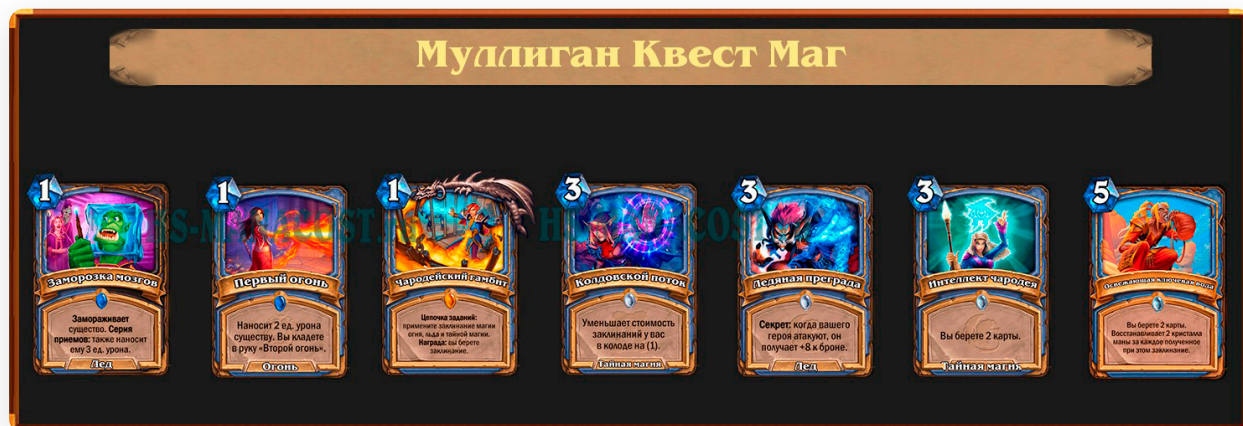 Муллиган Квест Маг
1
Заморозка мозгов
Замораживает
существо. Серия
приемов: также наносит
ему 3 ед. урона.
Лед
1
Первый огонь
Наносит 2 ед. урона
существу. Вы кладете
в руку «Второй огонь».
Огонь
1
Чародейский гамбит
Цепочка заданий:
примените заклинание магии
огня, льда и тайной магии.
Награда: вы берете
заклинание.
3
Колдовской поток
Уменьшает стоимость
заклинаний у вас
в колоде на (1).
Тайная магия
3
Ледяная преграда
Секрет: когда вашего
героя атакуют, он
получает +8 к броне.
Лед
3
Интеллект чародея
Вы берете 2 карты.
Тайная магия
5
Освежающая ключевая вода
Вы берете 2 карты.
Восстанавливает 2 кристалла
маны за каждое полученное
при этом заклинание.